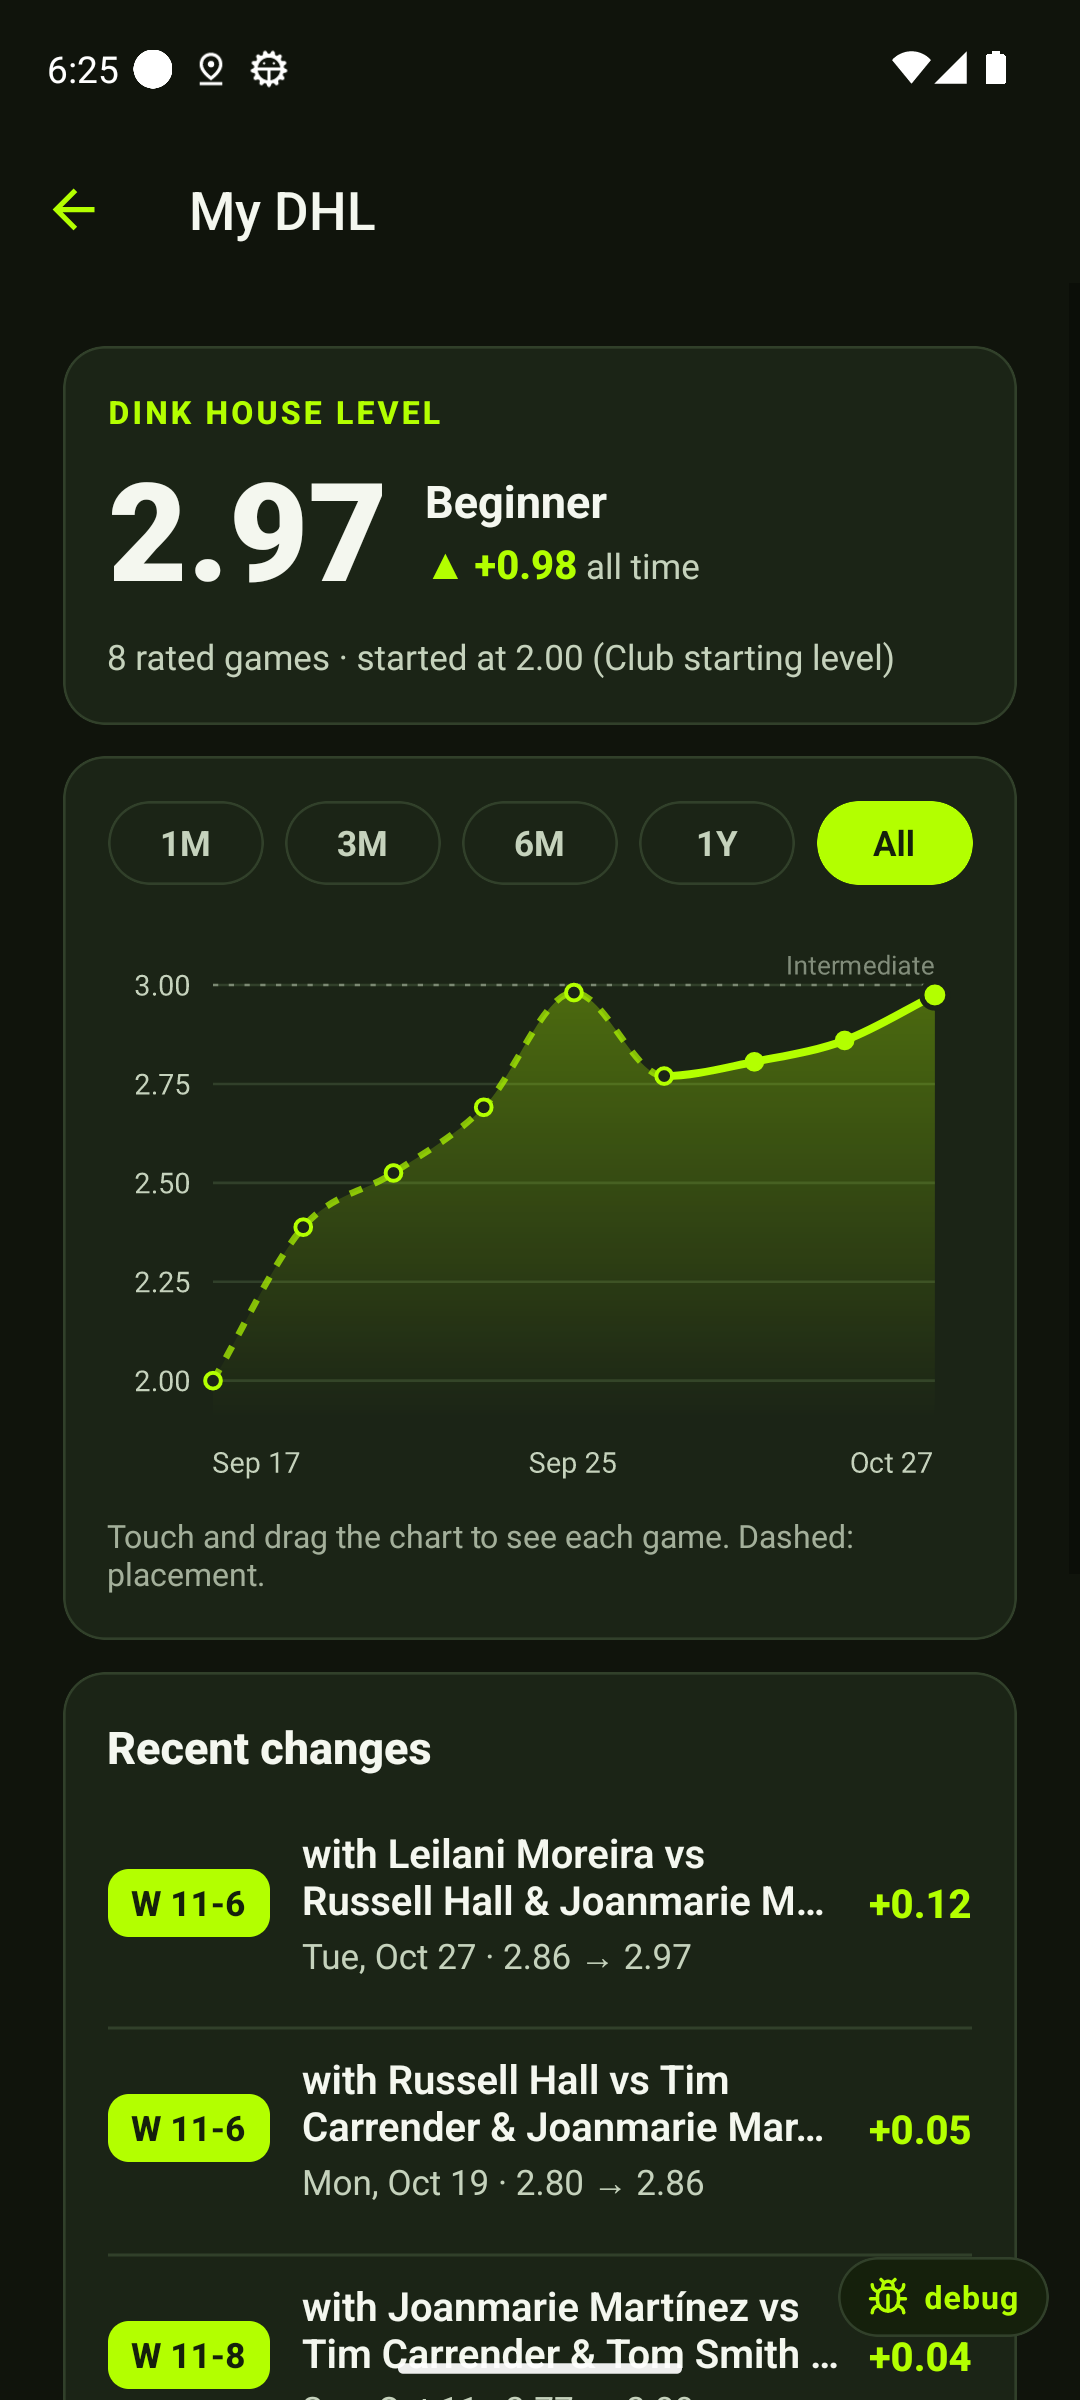 6:25
My DHL
DINK HOUSE LEVEL
2.97
Beginner
▲ +0.98 all time
8 rated games · started at 2.00 (Club starting level)
1M 3M 6M 1Y All
Intermediate
3.00
2.75
2.50
2.25
2.00
Sep 17 Sep 25 Oct 27
Touch and drag the chart to see each game. Dashed:
placement.
Recent changes
with Leilani Moreira vs
W 11-6 Russell Hall & Joanmarie M... +0.12
Tue, Oct 27 · 2.86 → 2.97
with Russell Hall vs Tim
W 11-6 Carrender & Joanmarie Mar... +0.05
Mon, Oct 19 · 2.80 → 2.86
debug
with Joanmarie Martínez vs
W 11-8 Tim Carrender & Tom Smith ... +0.04